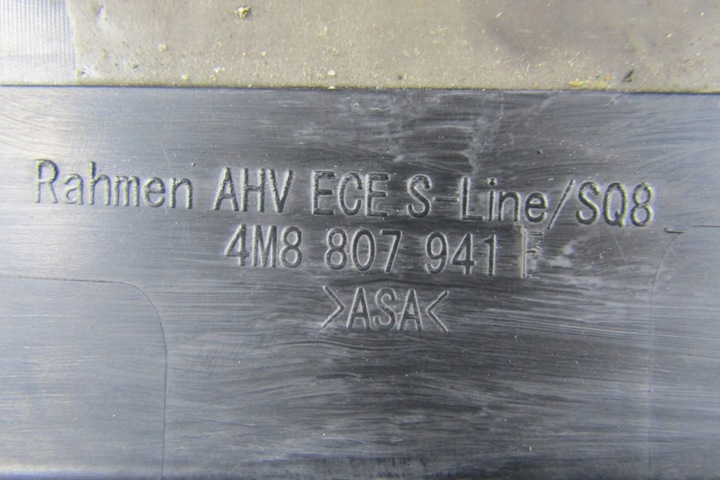 Rahmen AHV ECE S-Line/SQ8
4M8 807 941 F
>ASA<